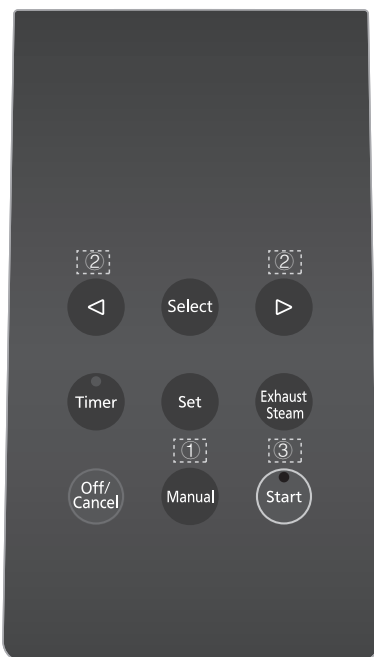 ② ②
◁ Select ▷
Timer Set Exhaust
Steam
① ③
Off/
Cancel Manual Start